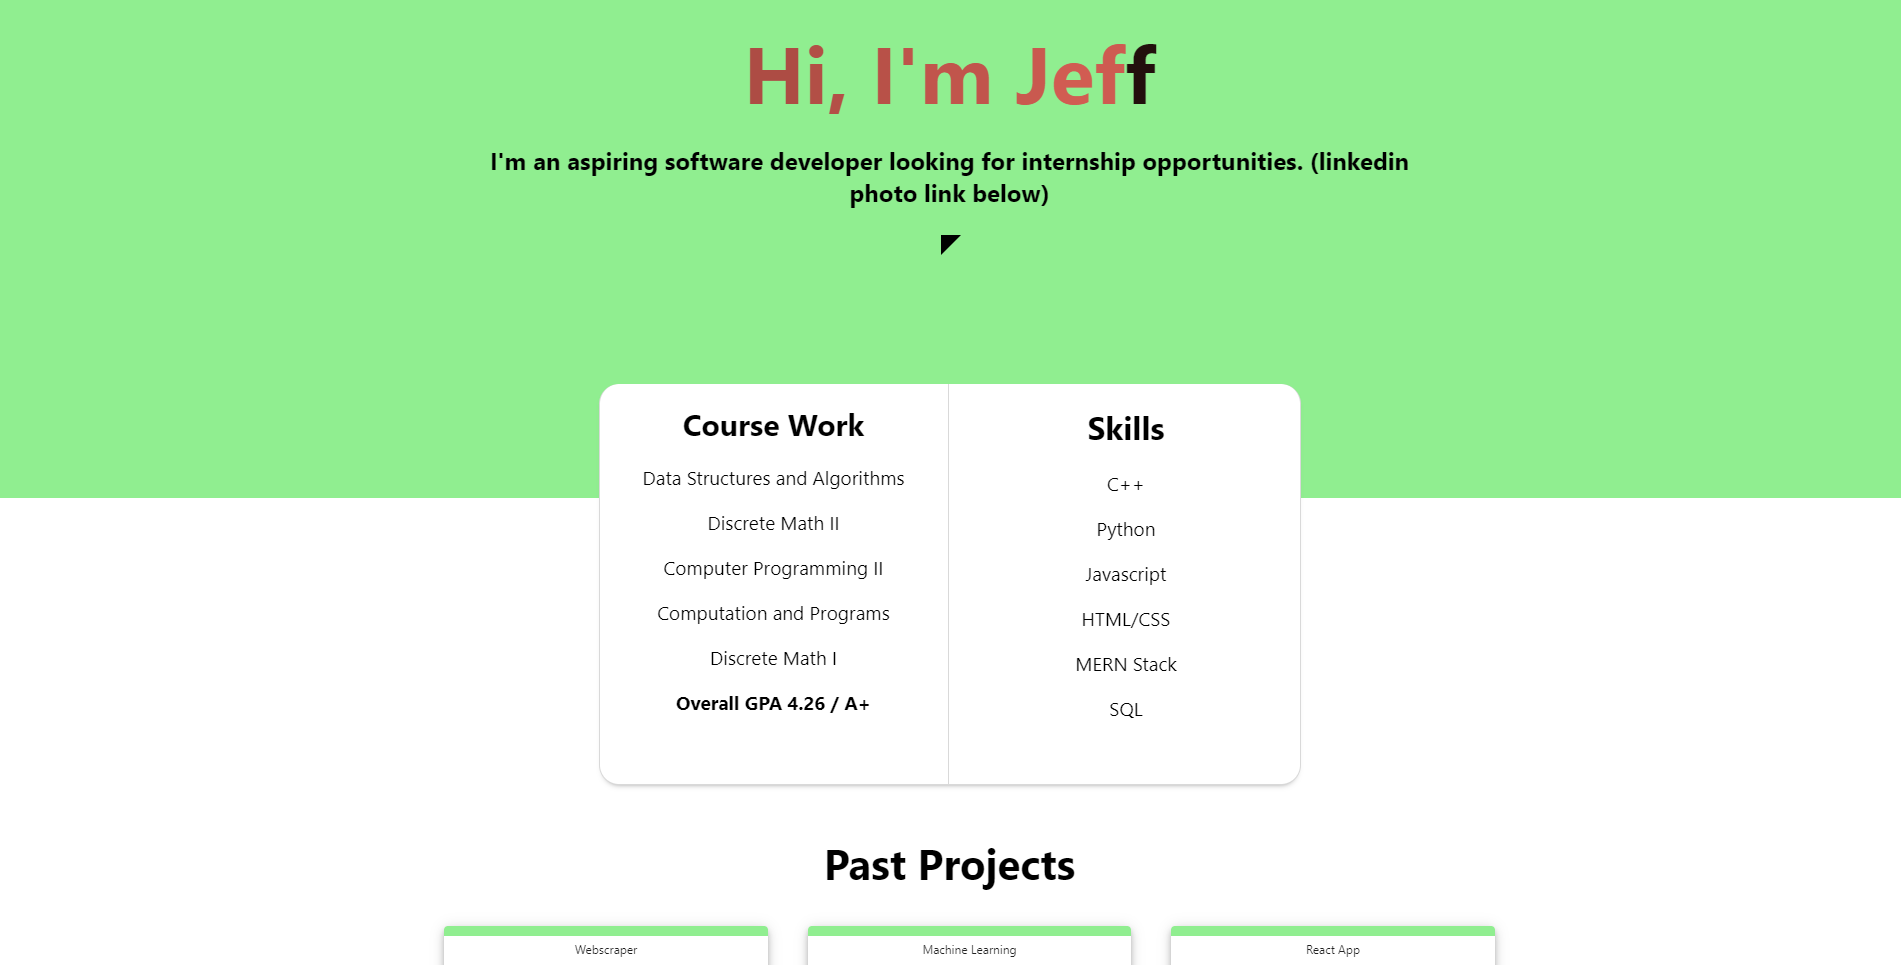 Hi, I'm Jeff
I'm an aspiring software developer looking for internship opportunities. (linkedin
photo link below)
Course Work
Data Structures and Algorithms
Discrete Math II
Computer Programming II
Computation and Programs
Discrete Math I
Overall GPA 4.26 / A+
Skills
C++
Python
Javascript
HTML/CSS
MERN Stack
SQL
Past Projects
Webscraper
Machine Learning
React App